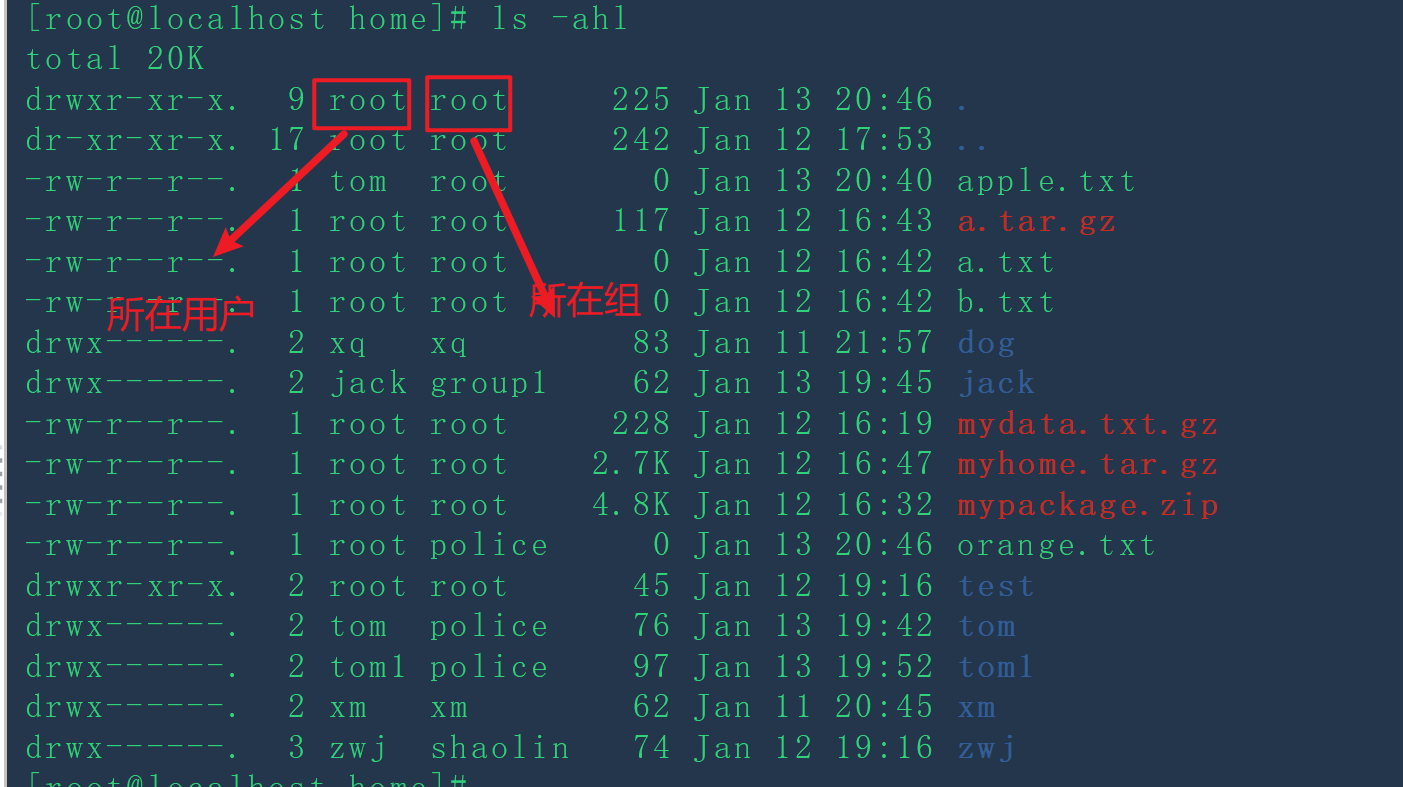 [root@localhost home]# ls -ahl
total 20K
drwxr-xr-x. 9 root root 225 Jan 13 20:46 .
dr-xr-xr-x. 17 root root 242 Jan 12 17:53 ..
-rw-r--r--. 1 tom root 0 Jan 13 20:40 apple.txt
-rw-r--r--. 1 root root 117 Jan 12 16:43 a.tar.gz
-rw-r--r--. 1 root root 0 Jan 12 16:42 a.txt
-rw-r--r--. 1 root root 0 Jan 12 16:42 b.txt
所在用户
所在组
drwx------. 2 xq xq 83 Jan 11 21:57 dog
drwx------. 2 jack group1 62 Jan 13 19:45 jack
-rw-r--r--. 1 root root 228 Jan 12 16:19 mydata.txt.gz
-rw-r--r--. 1 root root 2.7K Jan 12 16:47 myhome.tar.gz
-rw-r--r--. 1 root root 4.8K Jan 12 16:32 mypackage.zip
-rw-r--r--. 1 root police 0 Jan 13 20:46 orange.txt
drwxr-xr-x. 2 root root 45 Jan 12 19:16 test
drwx------. 2 tom police 76 Jan 13 19:42 tom
drwx------. 2 tom1 police 97 Jan 13 19:52 tom1
drwx------. 2 xm xm 62 Jan 11 20:45 xm
drwx------. 3 zwj shaolin 74 Jan 12 19:16 zwj
[root@localhost home]#